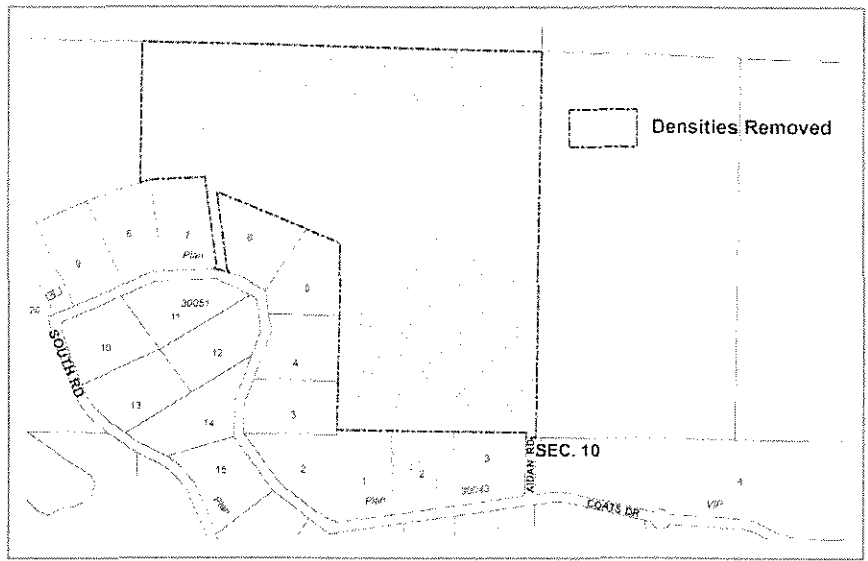 Densities Removed
8
7
6
9
Plan
5
30051
11
10
12
SOUTH RD
4
13
3
14
SEC. 10
15
2
1
2
3
Plan
30043
AIDAN RD
4
VIP
COATS DR
Plan